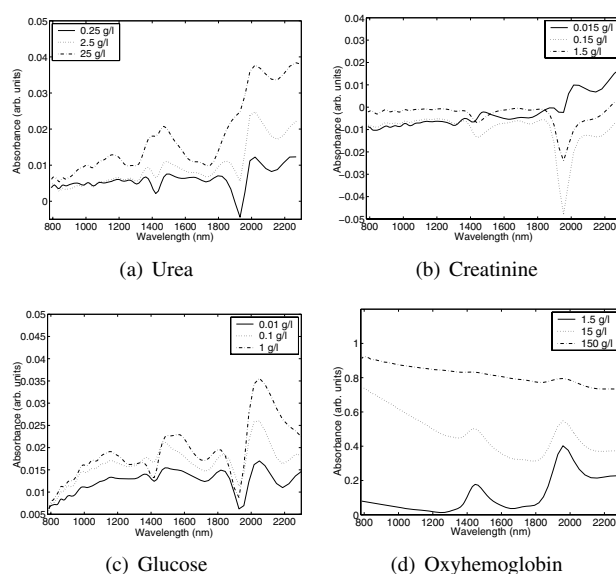 0.05
0.04
0.03
0.02
0.01
0
Absorbance (arb. units)
0.25 g/l
2.5 g/l
25 g/l
800 1000 1200 1400 1600 1800 2000 2200
Wavelength (nm)
(a) Urea
0.04
0.03
0.02
0.01
0
−0.01
−0.02
−0.03
−0.04
−0.05
Absorbance (arb. units)
0.015 g/l
0.15 g/l
1.5 g/l
800 1000 1200 1400 1600 1800 2000 2200
Wavelength (nm)
(b) Creatinine
0.05
0.045
0.04
0.035
0.03
0.025
0.02
0.015
0.01
0.005
Absorbance (arb. units)
0.01 g/l
0.1 g/l
1 g/l
800 1000 1200 1400 1600 1800 2000 2200
Wavelength (nm)
(c) Glucose
1
0.8
0.6
0.4
0.2
0
Absorbance (arb. units)
1.5 g/l
15 g/l
150 g/l
800 1000 1200 1400 1600 1800 2000 2200
Wavelength (nm)
(d) Oxyhemoglobin